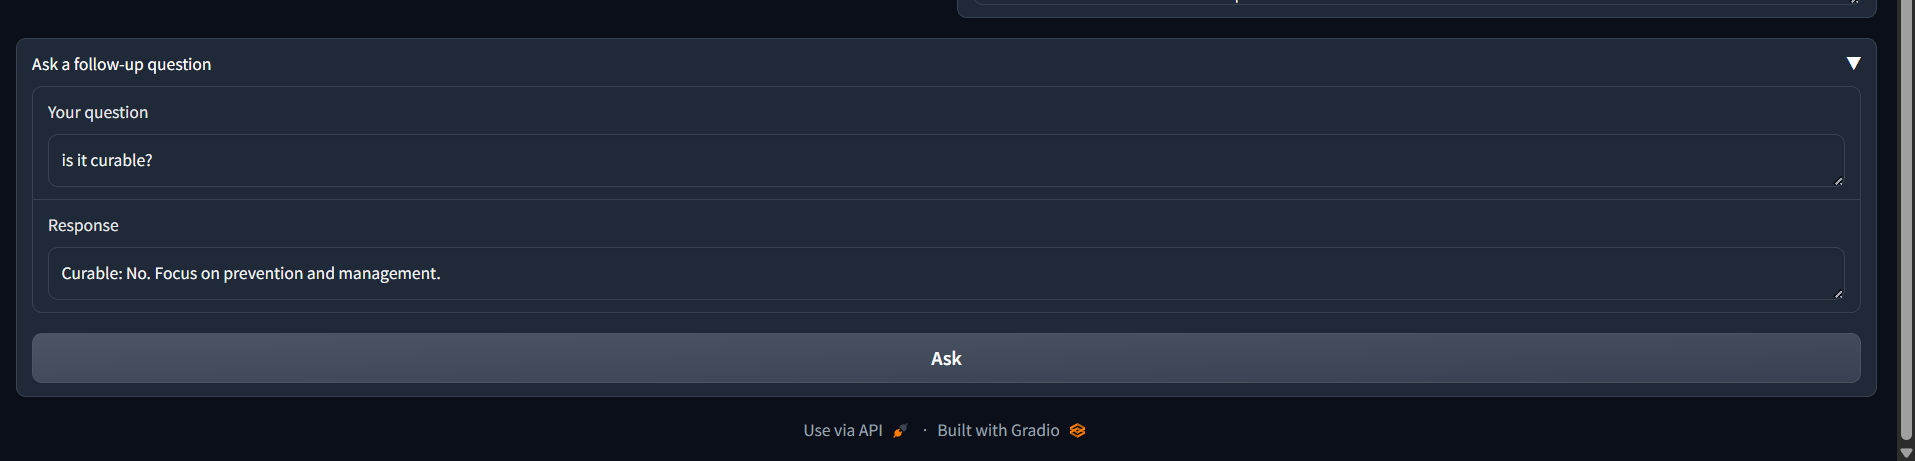 Ask a follow-up question
Your question
is it curable?
Response
Curable: No. Focus on prevention and management.
Ask
Use via API · Built with Gradio